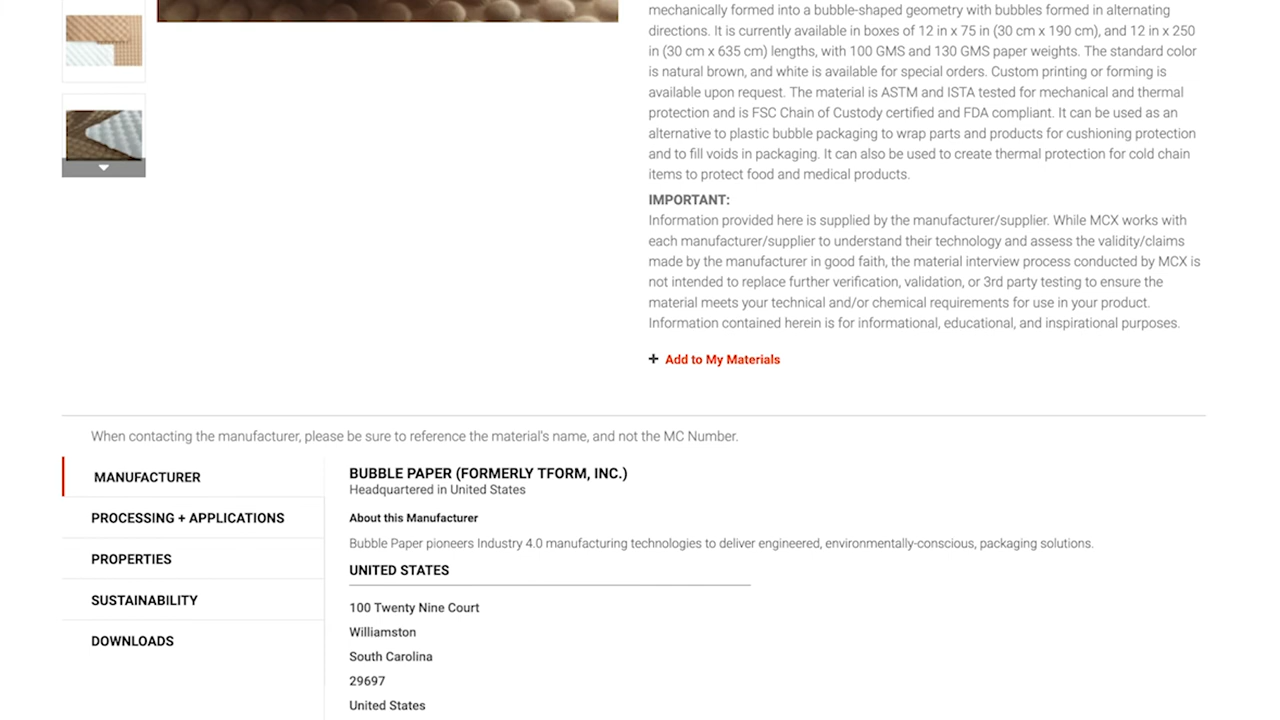 mechanically formed into a bubble-shaped geometry with bubbles formed in alternating
directions. It is currently available in boxes of 12 in x 75 in (30 cm x 190 cm), and 12 in x 250
in (30 cm x 635 cm) lengths, with 100 GMS and 130 GMS paper weights. The standard color
is natural brown, and white is available for special orders. Custom printing or forming is
available upon request. The material is ASTM and ISTA tested for mechanical and thermal
protection and is FSC Chain of Custody certified and FDA compliant. It can be used as an
alternative to plastic bubble packaging to wrap parts and products for cushioning protection
and to fill voids in packaging. It can also be used to create thermal protection for cold chain
items to protect food and medical products.
IMPORTANT:
Information provided here is supplied by the manufacturer/supplier. While MCX works with
each manufacturer/supplier to understand their technology and assess the validity/claims
made by the manufacturer in good faith, the material interview process conducted by MCX is
not intended to replace further verification, validation, or 3rd party testing to ensure the
material meets your technical and/or chemical requirements for use in your product.
Information contained herein is for informational, educational, and inspirational purposes.
+ Add to My Materials
When contacting the manufacturer, please be sure to reference the material's name, and not the MC Number.
MANUFACTURER
PROCESSING + APPLICATIONS
PROPERTIES
SUSTAINABILITY
DOWNLOADS
BUBBLE PAPER (FORMERLY TFORM, INC.)
Headquartered in United States
About this Manufacturer
Bubble Paper pioneers Industry 4.0 manufacturing technologies to deliver engineered, environmentally-conscious, packaging solutions.
UNITED STATES
100 Twenty Nine Court
Williamston
South Carolina
29697
United States